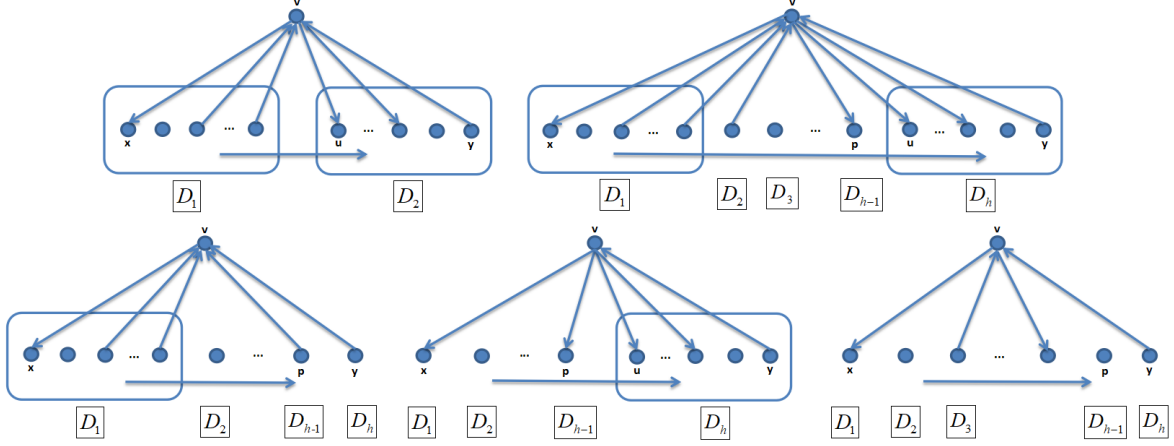 v v
... ... ... ... ...
x u y x p u y
D₁ D₂ D₁ D₂ D₃ Dₕ₋₁ Dₕ
v v v
... ... ... ... ...
x p y x p u y x p y
D₁ D₂ Dₕ₋₁ Dₕ D₁ D₂ Dₕ₋₁ Dₕ D₁ D₂ D₃ Dₕ₋₁ Dₕ